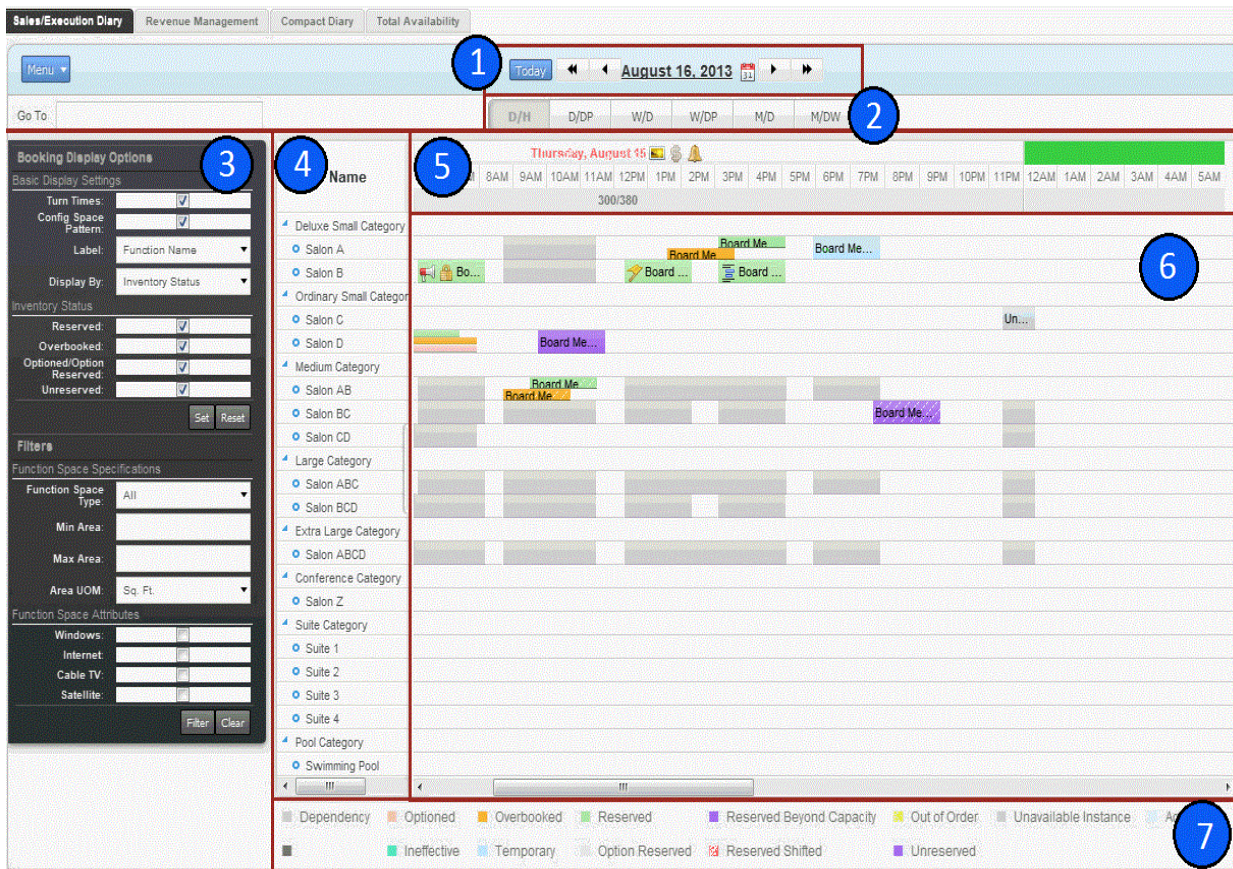 Sales/Execution Diary Revenue Management Compact Diary Total Availability
Menu
1 Today August 16, 2013 31
Go To D/H D/DP W/D W/DP M/D M/DW 2
Booking Display Options 3
Basic Display Settings
Turn Times:
Config Space Pattern:
Label: Function Name
Display By: Inventory Status
Inventory Status
Reserved:
Overbooked:
Optioned/Option Reserved:
Unreserved:
Set Reset
Filters
Function Space Specifications
Function Space Type: All
Min Area:
Max Area:
Area UOM: Sq. Ft.
Function Space Attributes
Windows:
Internet:
Cable TV:
Satellite:
Filter Clear
4 Name
Deluxe Small Category
Salon A
Salon B
Ordinary Small Categor
Salon C
Salon D
Medium Category
Salon AB
Salon BC
Salon CD
Large Category
Salon ABC
Salon BCD
Extra Large Category
Salon ABCD
Conference Category
Salon Z
Suite Category
Suite 1
Suite 2
Suite 3
Suite 4
Pool Category
Swimming Pool
5 Thursday, August 15
8AM 9AM 10AM 11AM 12PM 1PM 2PM 3PM 4PM 5PM 6PM 7PM 8PM 9PM 10PM 11PM 12AM 1AM 2AM 3AM 4AM 5AM
300/380
Board Me
Board Me
Board Me...
Bo... Board ... Board ...
6
Un...
Board Me...
Board Me
Board Me
Board Me...
Dependency Optioned Overbooked Reserved Reserved Beyond Capacity Out of Order Unavailable Instance
Ineffective Temporary Option Reserved Reserved Shifted Unreserved
7